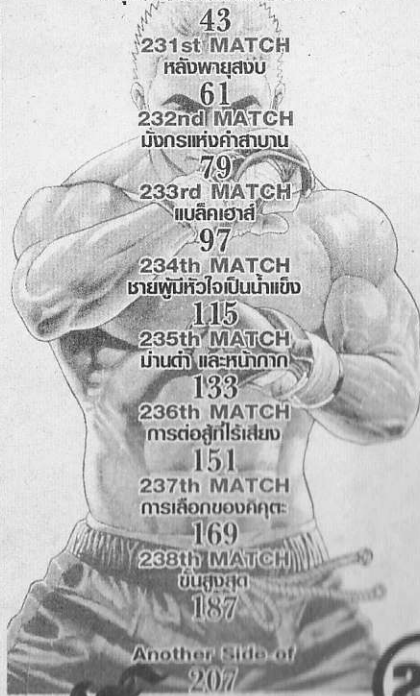 43
231st MATCH
หลังพายุสงบ
61
232nd MATCH
มังกรแห่งคำสาบาน
79
233rd MATCH
แบล็คเฮาส์
97
234th MATCH
ชายผู้มีหัวใจเป็นน้ำแข็ง
115
235th MATCH
ม่านดำ และหน้ากาก
133
236th MATCH
การต่อสู้ที่ไร้เสียง
151
237th MATCH
การเลือกของคิคุตะ
169
238th MATCH
ขั้นสูงสุด
187
Another Side of
207